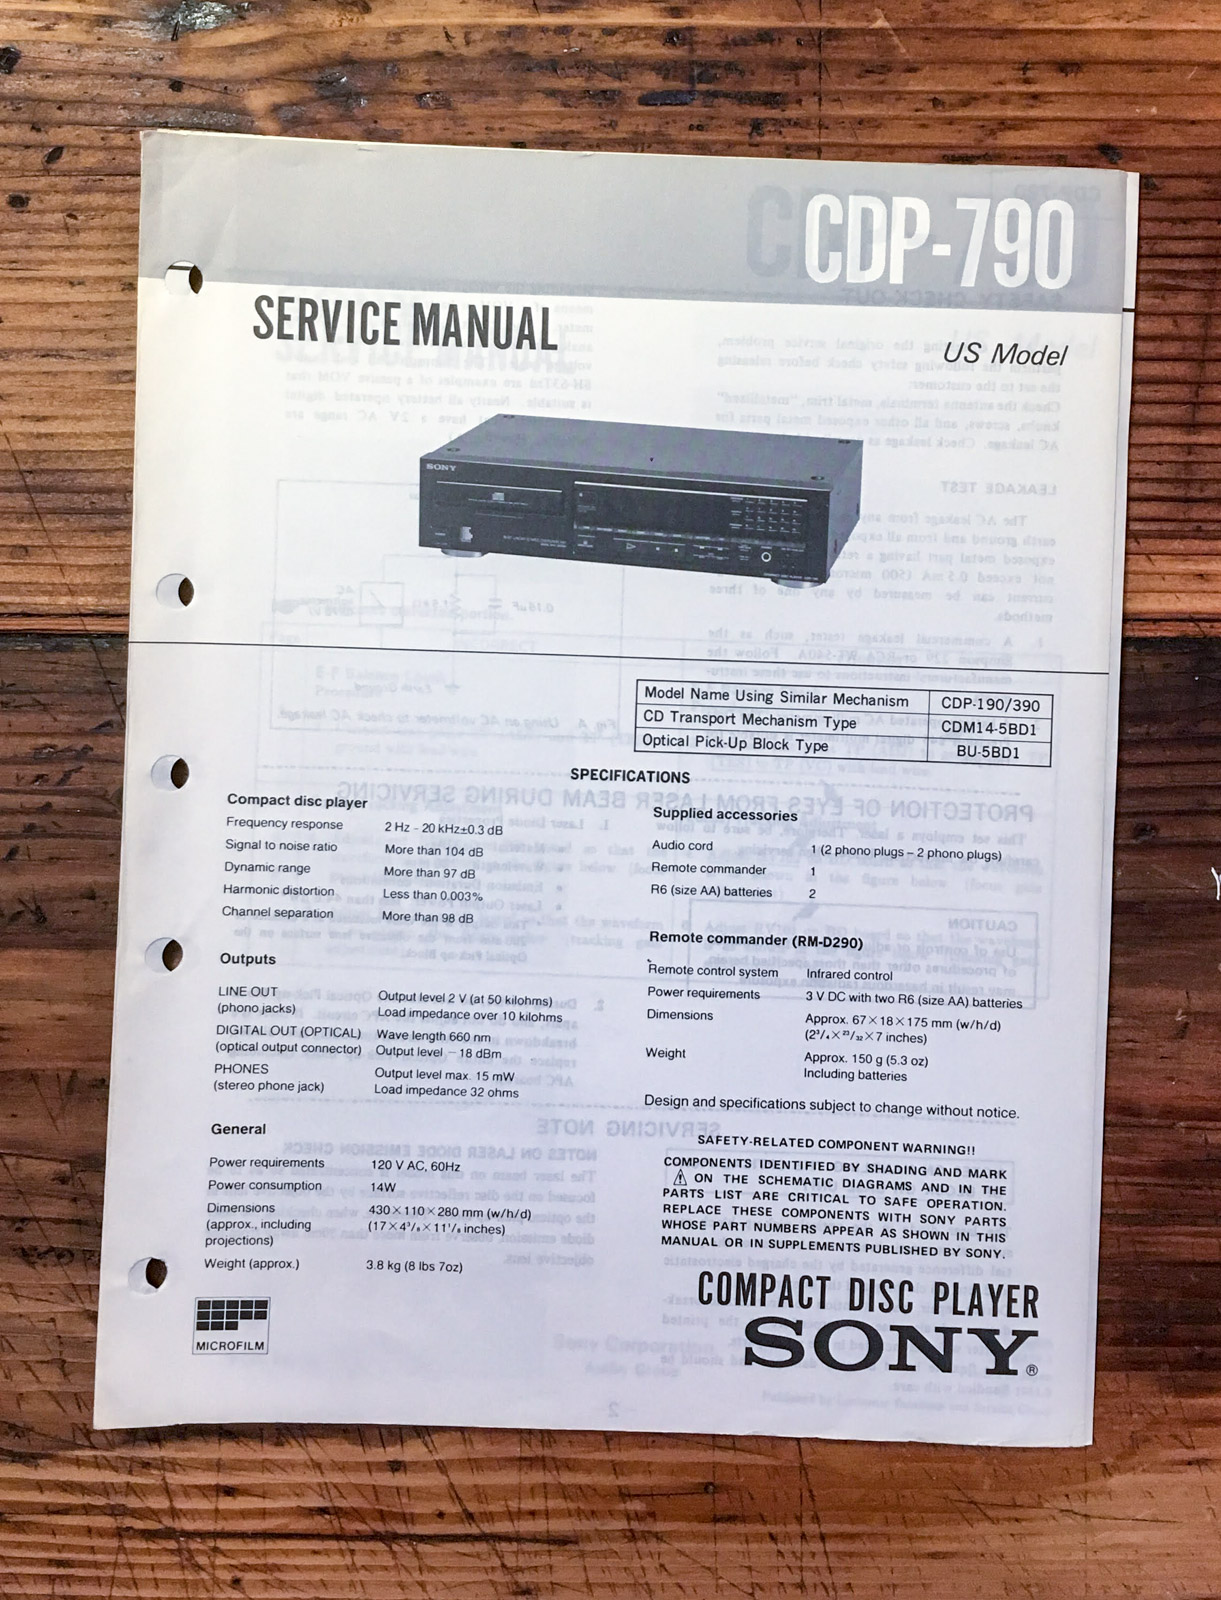 CDP-790
SERVICE MANUAL
US Model
SONY
Model Name Using Similar Mechanism CDP-190/390
CD Transport Mechanism Type CDM14-5BD1
Optical Pick-Up Block Type BU-5BD1
SPECIFICATIONS
Compact disc player
Frequency response 2 Hz - 20 kHz±0.3 dB
Signal to noise ratio More than 104 dB
Dynamic range More than 97 dB
Harmonic distortion Less than 0.003%
Channel separation More than 98 dB
Outputs
LINE OUT Output level 2 V (at 50 kilohms)
(phono jacks) Load impedance over 10 kilohms
DIGITAL OUT (OPTICAL) Wave length 660 nm
(optical output connector) Output level −18 dBm
PHONES Output level max. 15 mW
(stereo phone jack) Load impedance 32 ohms
General
Power requirements 120 V AC, 60Hz
Power consumption 14W
Dimensions 430×110×280 mm (w/h/d)
(approx., including (17×4³/₈×11¹/₈ inches)
projections)
Weight (approx.) 3.8 kg (8 lbs 7oz)
MICROFILM
Supplied accessories
Audio cord 1 (2 phono plugs – 2 phono plugs)
Remote commander 1
R6 (size AA) batteries 2
Remote commander (RM-D290)
Remote control system Infrared control
Power requirements 3 V DC with two R6 (size AA) batteries
Dimensions Approx. 67×18×175 mm (w/h/d)
(2³/₄×²³/₃₂×7 inches)
Weight Approx. 150 g (5.3 oz)
Including batteries
Design and specifications subject to change without notice.
SAFETY-RELATED COMPONENT WARNING!!
COMPONENTS IDENTIFIED BY SHADING AND MARK
⚠ ON THE SCHEMATIC DIAGRAMS AND IN THE
PARTS LIST ARE CRITICAL TO SAFE OPERATION.
REPLACE THESE COMPONENTS WITH SONY PARTS
WHOSE PART NUMBERS APPEAR AS SHOWN IN THIS
MANUAL OR IN SUPPLEMENTS PUBLISHED BY SONY.
COMPACT DISC PLAYER
SONY®